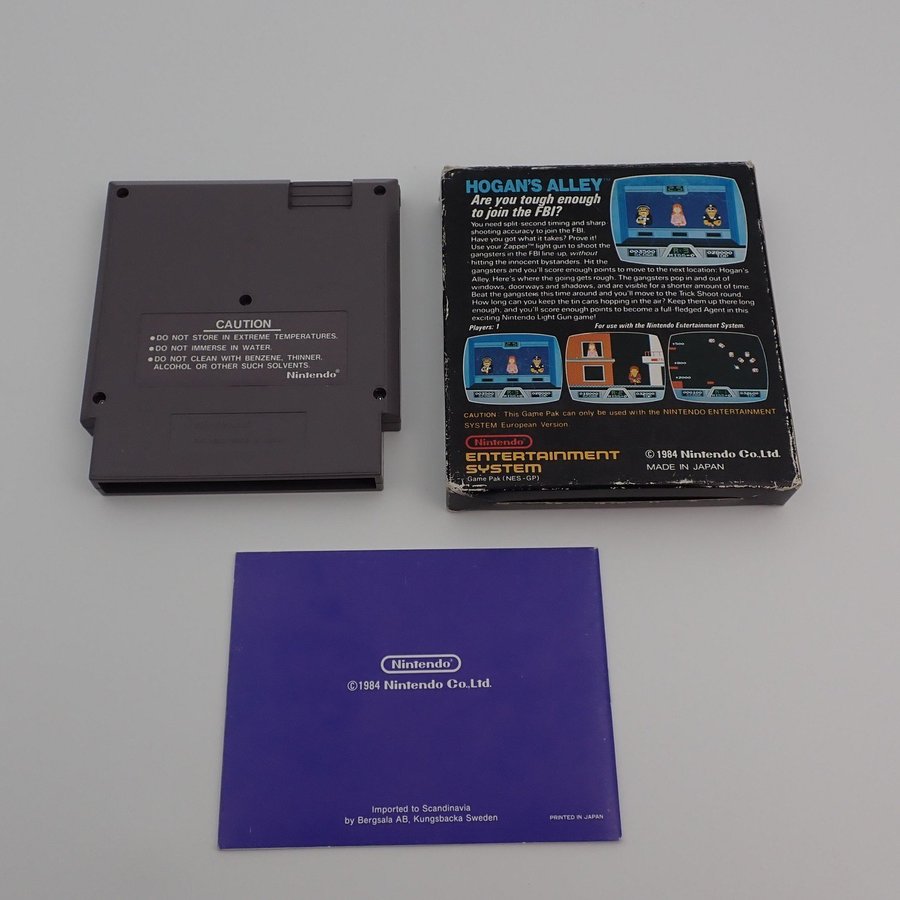 CAUTION
●DO NOT STORE IN EXTREME TEMPERATURES.
●DO NOT IMMERSE IN WATER.
●DO NOT CLEAN WITH BENZENE, THINNER,
ALCOHOL OR OTHER SUCH SOLVENTS.
Nintendo®
HOGAN'S ALLEY™
Are you tough enough
to join the FBI?
You need split-second timing and sharp
shooting accuracy to join the FBI.
Have you got what it takes? Prove it!
Use your Zapper™ light gun to shoot the
gangsters in the FBI line-up, without
hitting the innocent bystanders. Hit the
gangsters and you'll score enough points to move to the next location: Hogan's
Alley. Here's where the going gets rough. The gangsters pop in and out of
windows, doorways and shadows, and are visible for a shorter amount of time.
Beat the gangsters this time around and you'll move to the Trick Shoot round.
How long can you keep the tin cans hopping in the air? Keep them up there long
enough, and you'll score enough points to become a full-fledged Agent in this
exciting Nintendo Light Gun game!
Players: 1
For use with the Nintendo Entertainment System.
CAUTION: This Game Pak can only be used with the NINTENDO ENTERTAINMENT
SYSTEM European Version.
Nintendo®
ENTERTAINMENT
SYSTEM
Game Pak (NES-GP)
©1984 Nintendo Co.,Ltd.
MADE IN JAPAN
Nintendo®
©1984 Nintendo Co.,Ltd.
Imported to Scandinavia
by Bergsala AB, Kungsbacka Sweden
PRINTED IN JAPAN